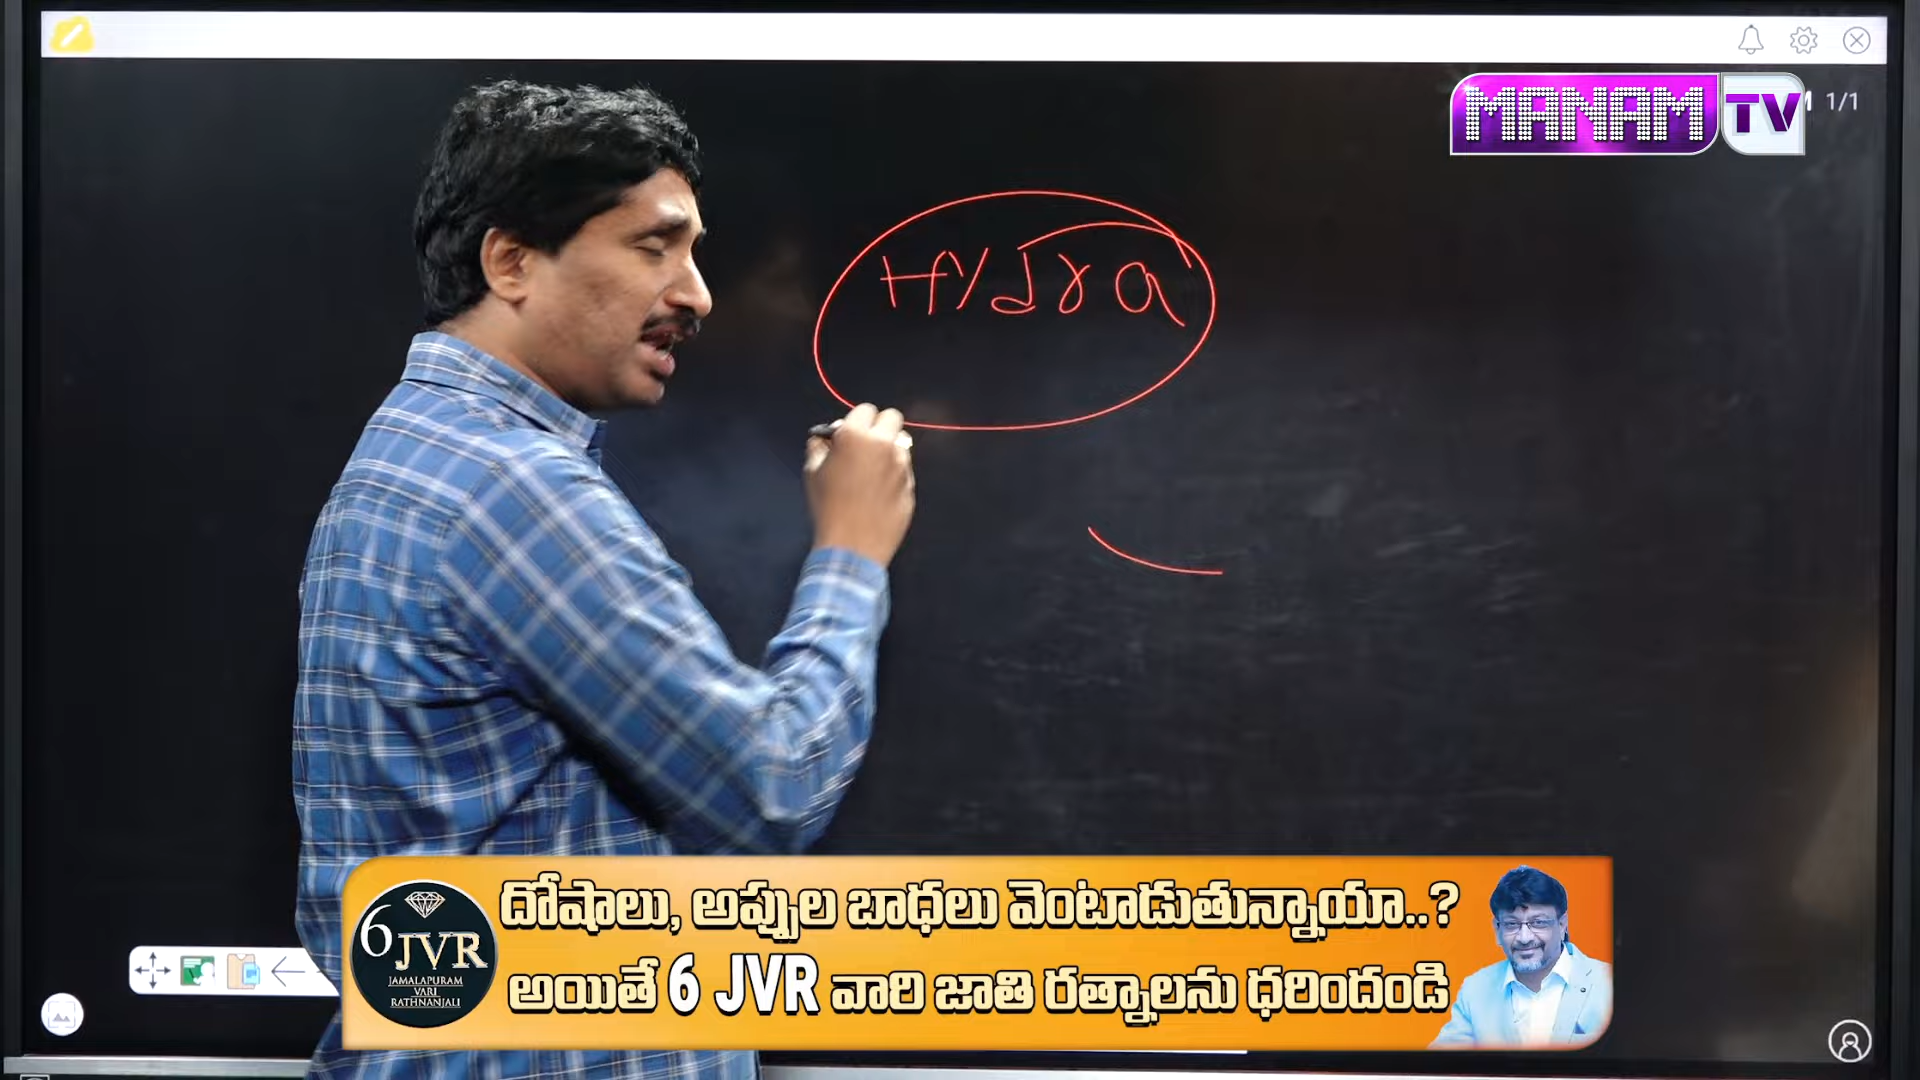 MANAM TV
1/1
Hydra
దోషాలు, అప్పుల బాధలు వెంటాడుతున్నాయా..?
అయితే 6 JVR వారి జాతి రత్నాలను ధరించండి
6 JVR
JAMALAPURAM
VARI
RATHNANJALI